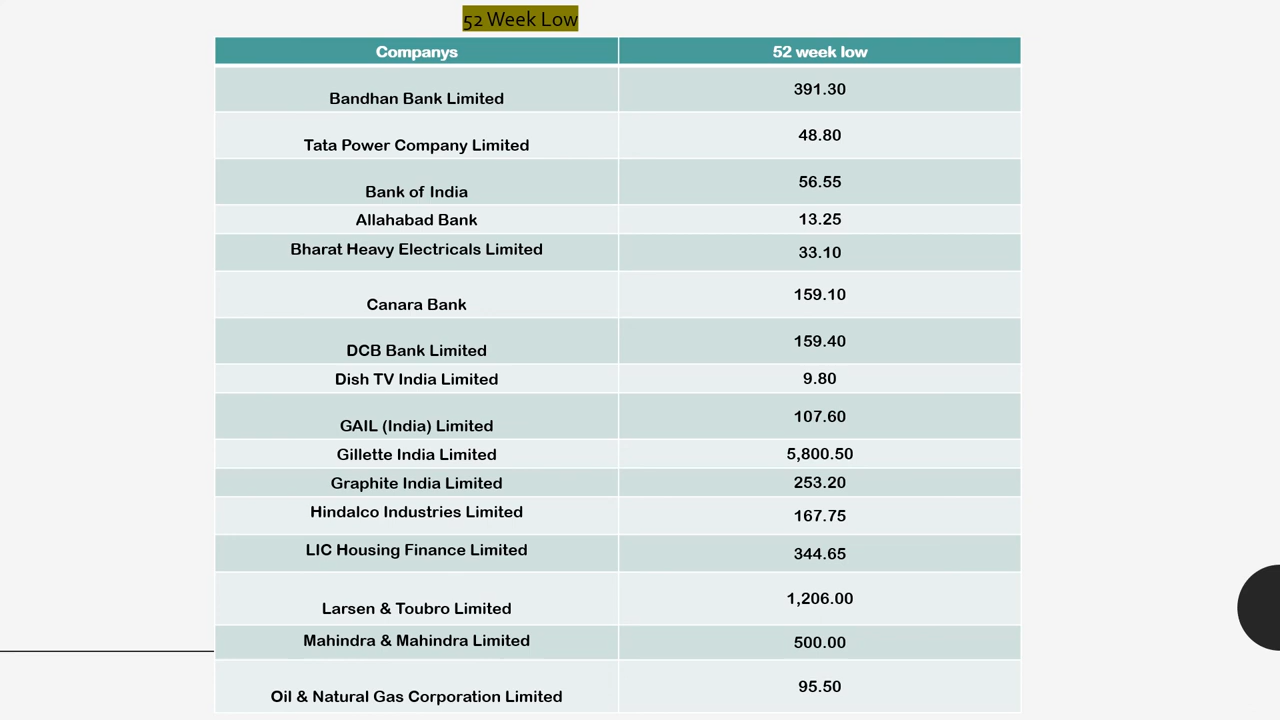 52 Week Low
Companys 52 week low
Bandhan Bank Limited 391.30
Tata Power Company Limited 48.80
Bank of India 56.55
Allahabad Bank 13.25
Bharat Heavy Electricals Limited 33.10
Canara Bank 159.10
DCB Bank Limited 159.40
Dish TV India Limited 9.80
GAIL (India) Limited 107.60
Gillette India Limited 5,800.50
Graphite India Limited 253.20
Hindalco Industries Limited 167.75
LIC Housing Finance Limited 344.65
Larsen & Toubro Limited 1,206.00
Mahindra & Mahindra Limited 500.00
Oil & Natural Gas Corporation Limited 95.50